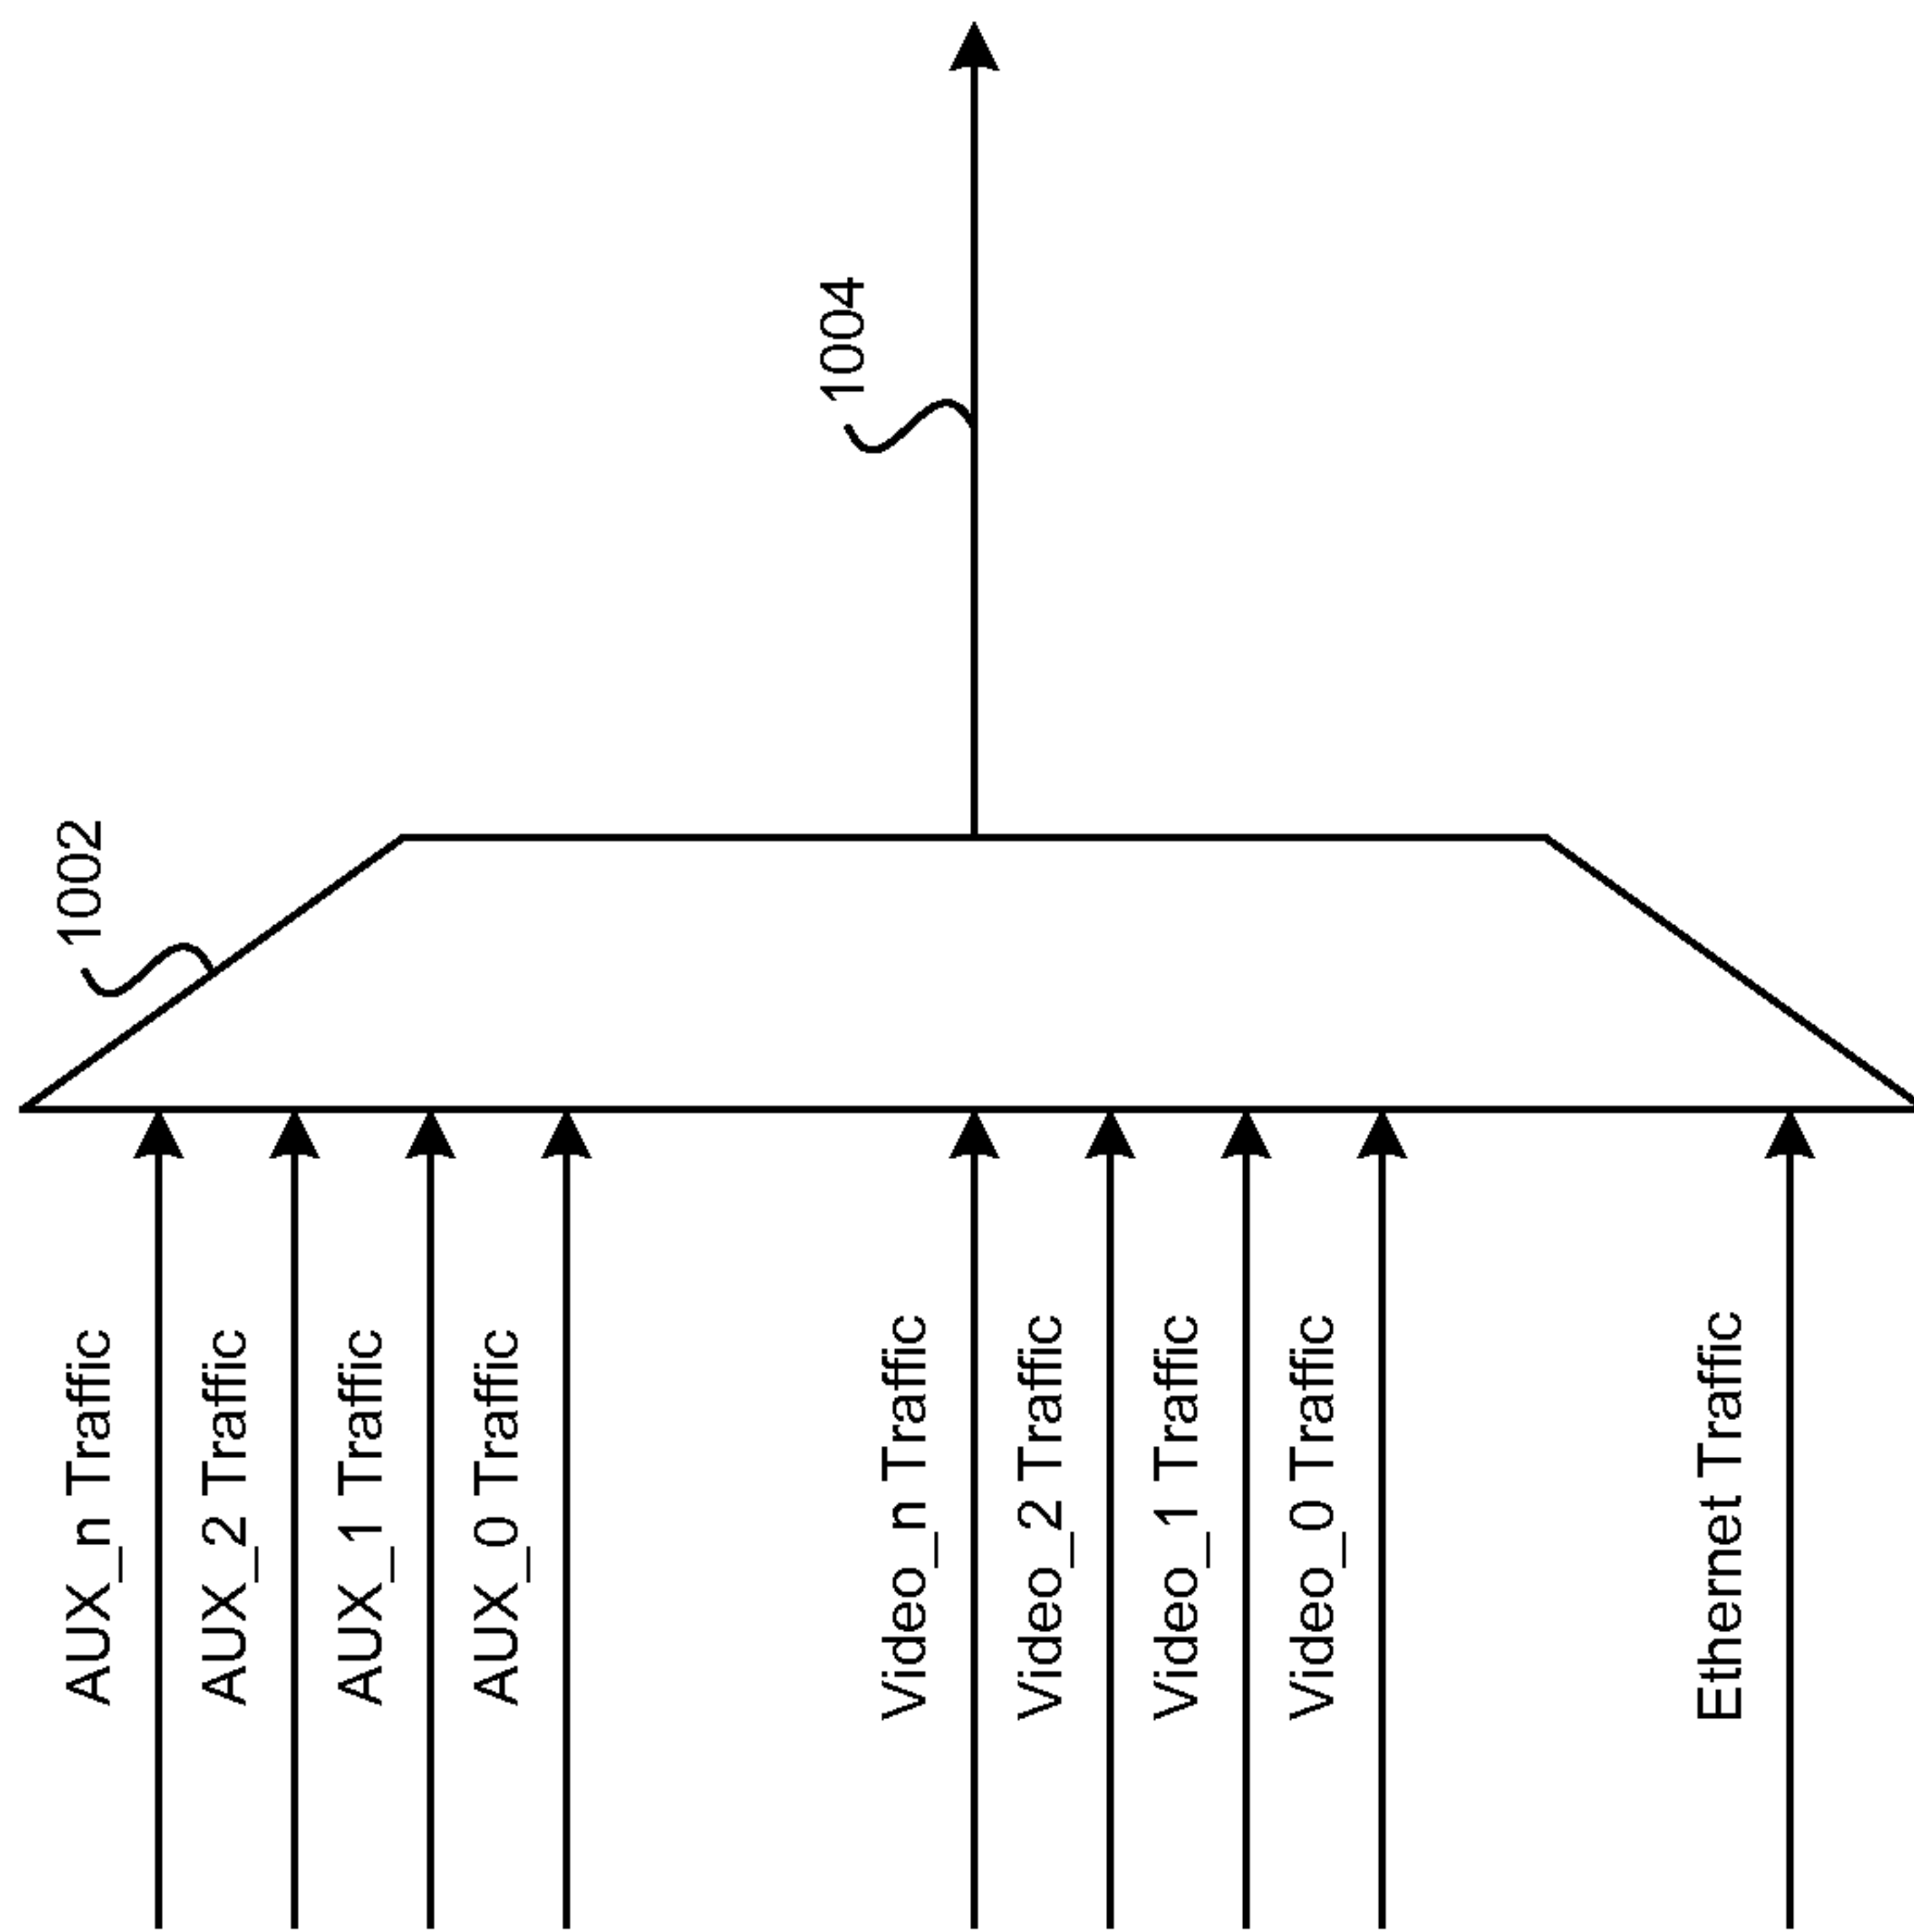 1002
1004
AUX_n Traffic
AUX_2 Traffic
AUX_1 Traffic
AUX_0 Traffic
Video_n Traffic
Video_2 Traffic
Video_1 Traffic
Video_0 Traffic
Ethernet Traffic